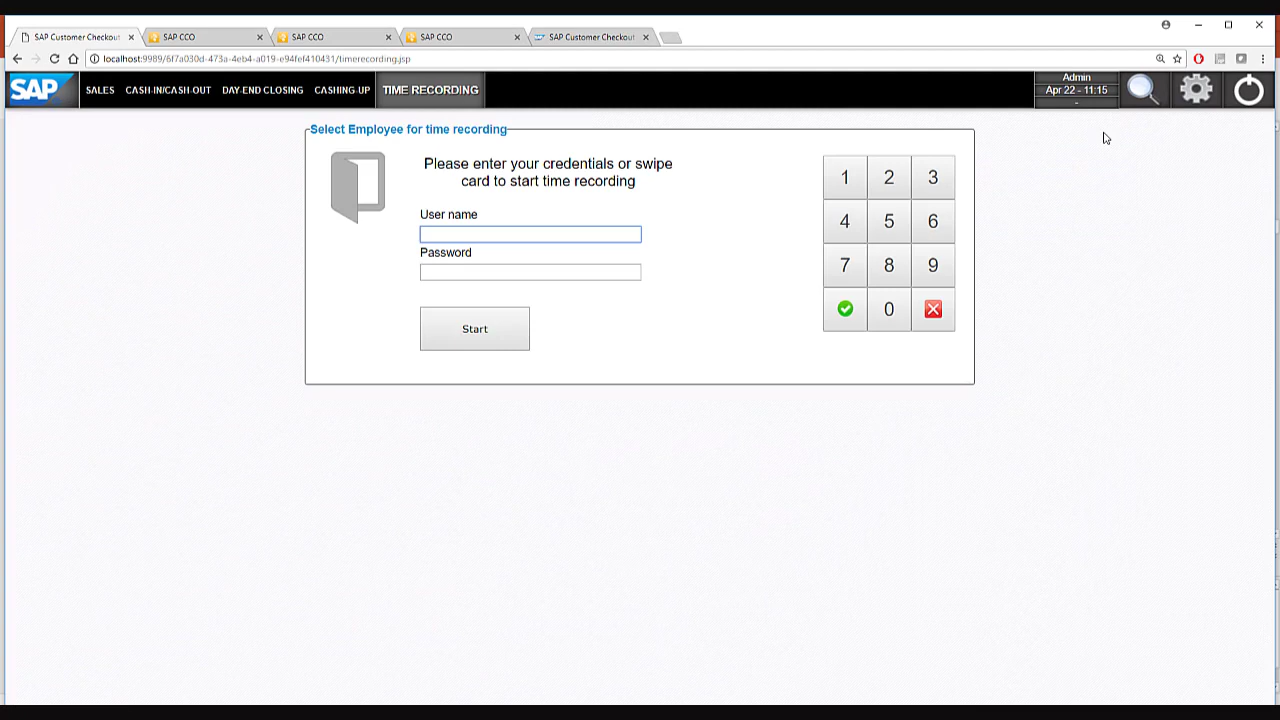 SAP Customer Checkout
SAP CCO
SAP CCO
SAP CCO
SAP Customer Checkout
localhost:9989/6f7a030d-473a-4eb4-a019-e94fef410431/timerecording.jsp
SAP
SALES
CASH-IN/CASH-OUT
DAY-END CLOSING
CASHING-UP
TIME RECORDING
Admin
Apr 22 - 11:15
-
Select Employee for time recording
Please enter your credentials or swipe
card to start time recording
User name
Password
Start
1 2 3
4 5 6
7 8 9
0